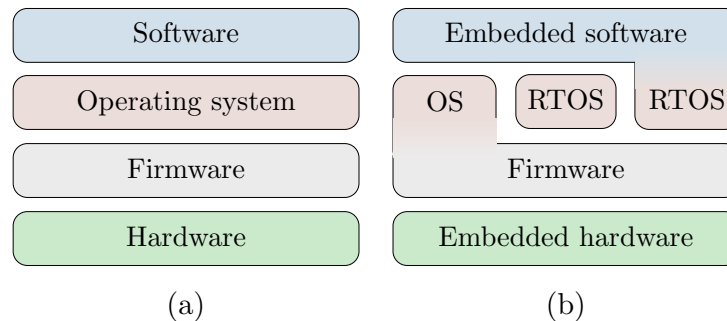 Software
Operating system
Firmware
Hardware
(a)
Embedded software
OS RTOS RTOS
Firmware
Embedded hardware
(b)